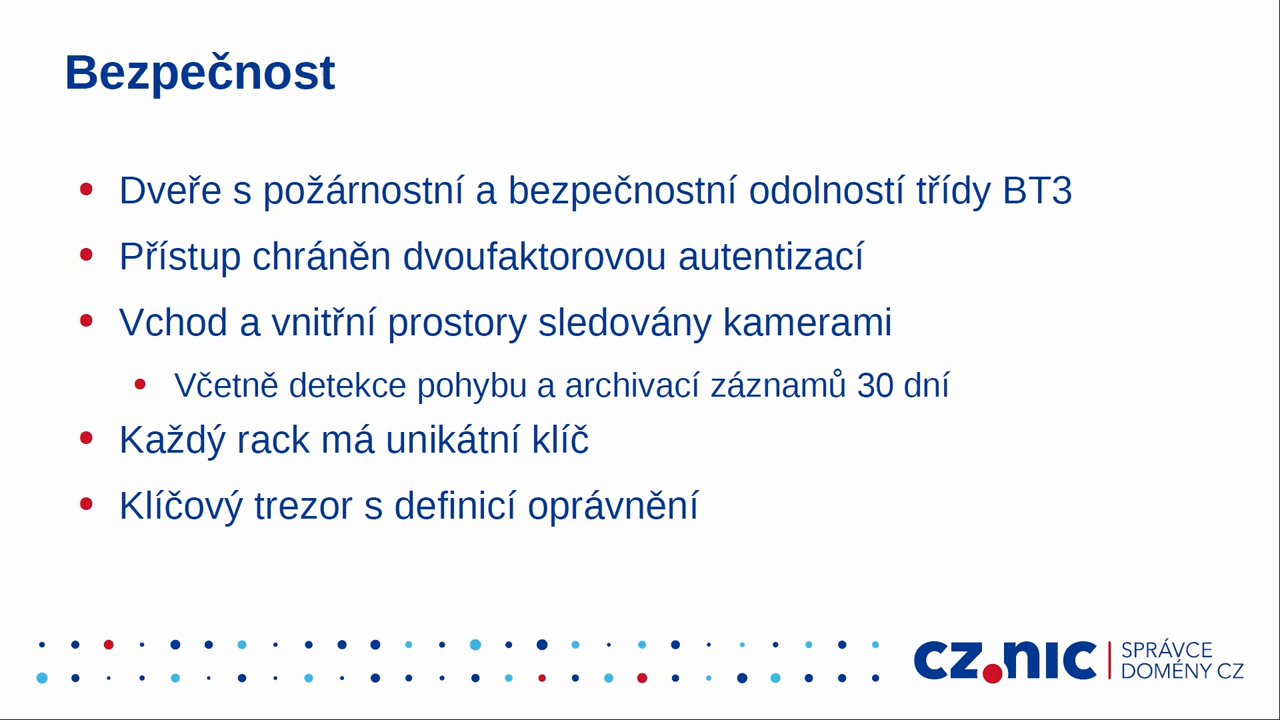 Bezpečnost
Dveře s požárnostní a bezpečnostní odolností třídy BT3
Přístup chráněn dvoufaktorovou autentizací
Vchod a vnitřní prostory sledovány kamerami
Včetně detekce pohybu a archivací záznamů 30 dní
Každý rack má unikátní klíč
Klíčový trezor s definicí oprávnění
CZ.NIC
SPRÁVCE
DOMÉNY CZ